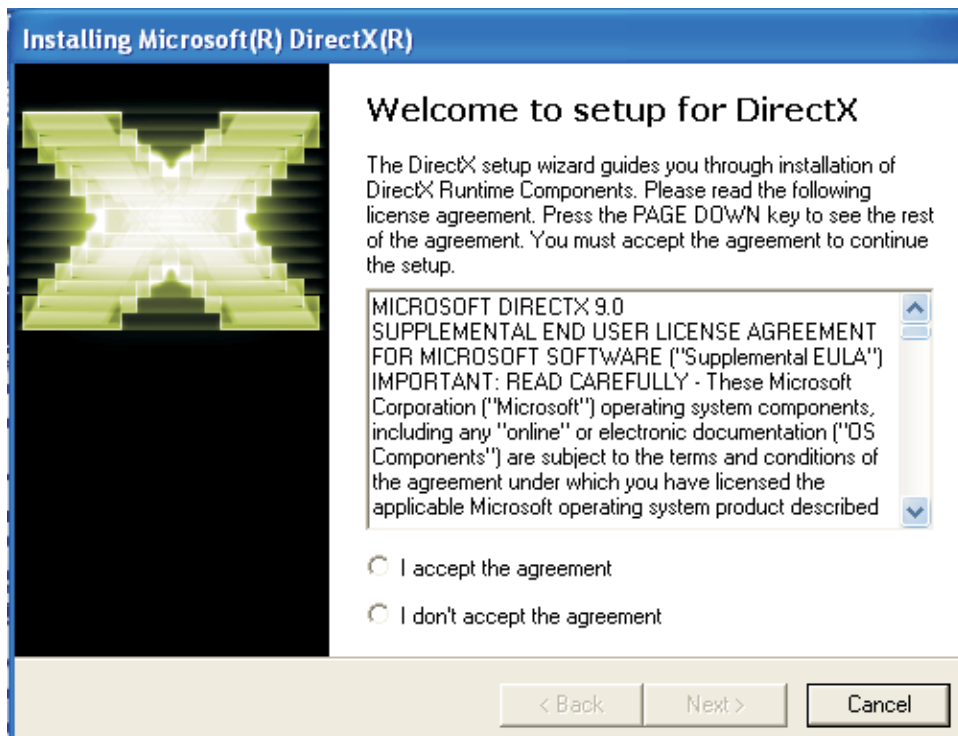 Installing Microsoft(R) DirectX(R)
Welcome to setup for DirectX
The DirectX setup wizard guides you through installation of
DirectX Runtime Components. Please read the following
license agreement. Press the PAGE DOWN key to see the rest
of the agreement. You must accept the agreement to continue
the setup.
MICROSOFT DIRECTX 9.0
SUPPLEMENTAL END USER LICENSE AGREEMENT
FOR MICROSOFT SOFTWARE ("Supplemental EULA")
IMPORTANT: READ CAREFULLY - These Microsoft
Corporation ("Microsoft") operating system components,
including any "online" or electronic documentation ("OS
Components") are subject to the terms and conditions of
the agreement under which you have licensed the
applicable Microsoft operating system product described
I accept the agreement
I don't accept the agreement
< Back Next > Cancel